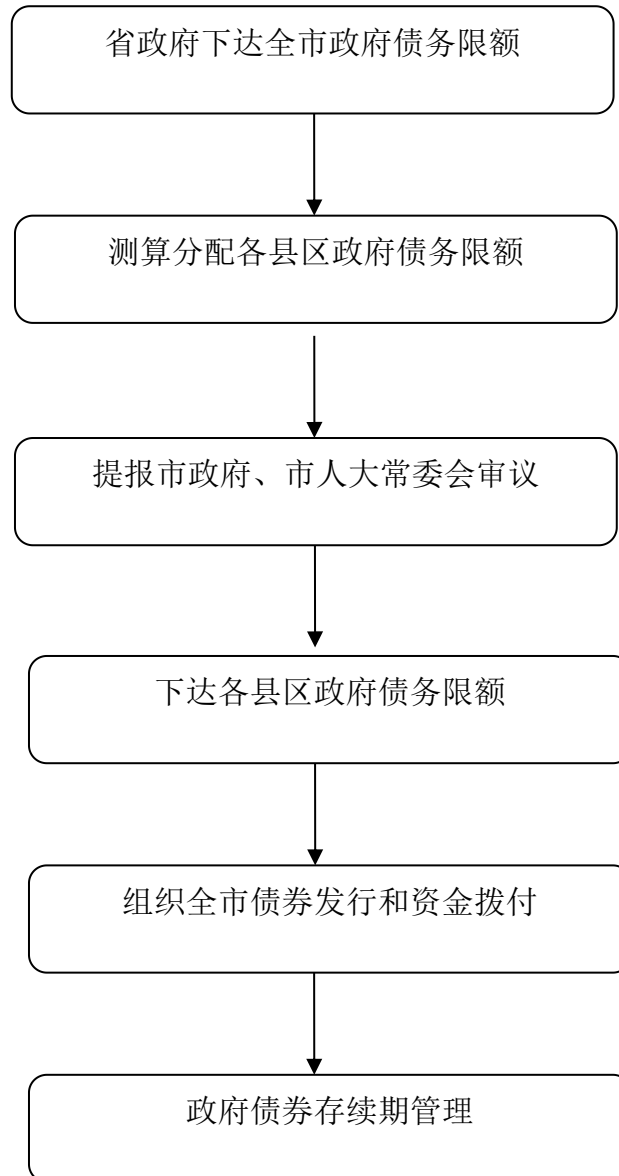 省政府下达全市政府债务限额
测算分配各县区政府债务限额
提报市政府、市人大常委会审议
下达各县区政府债务限额
组织全市债券发行和资金拨付
政府债券存续期管理